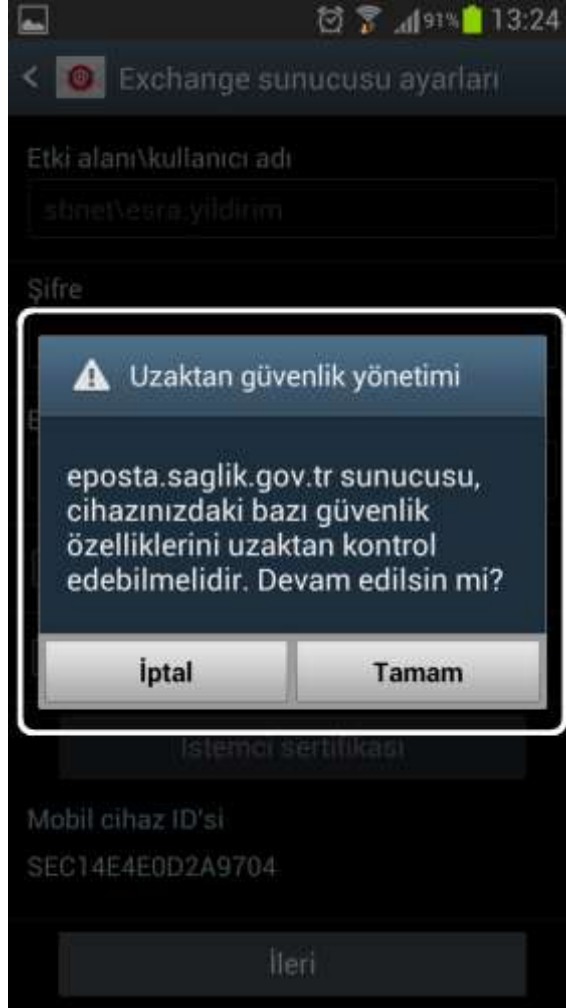 91% 13:24
Exchange sunucusu ayarları
Etki alanı\kullanıcı adı
sbnet\esra.yildirim
Şifre
Uzaktan güvenlik yönetimi
E
eposta.saglik.gov.tr sunucusu,
cihazınızdaki bazı güvenlik
özelliklerini uzaktan kontrol
edebilmelidir. Devam edilsin mi?
İptal Tamam
İstemci sertifikası
Mobil cihaz ID'si
SEC14E4E0D2A9704
İleri